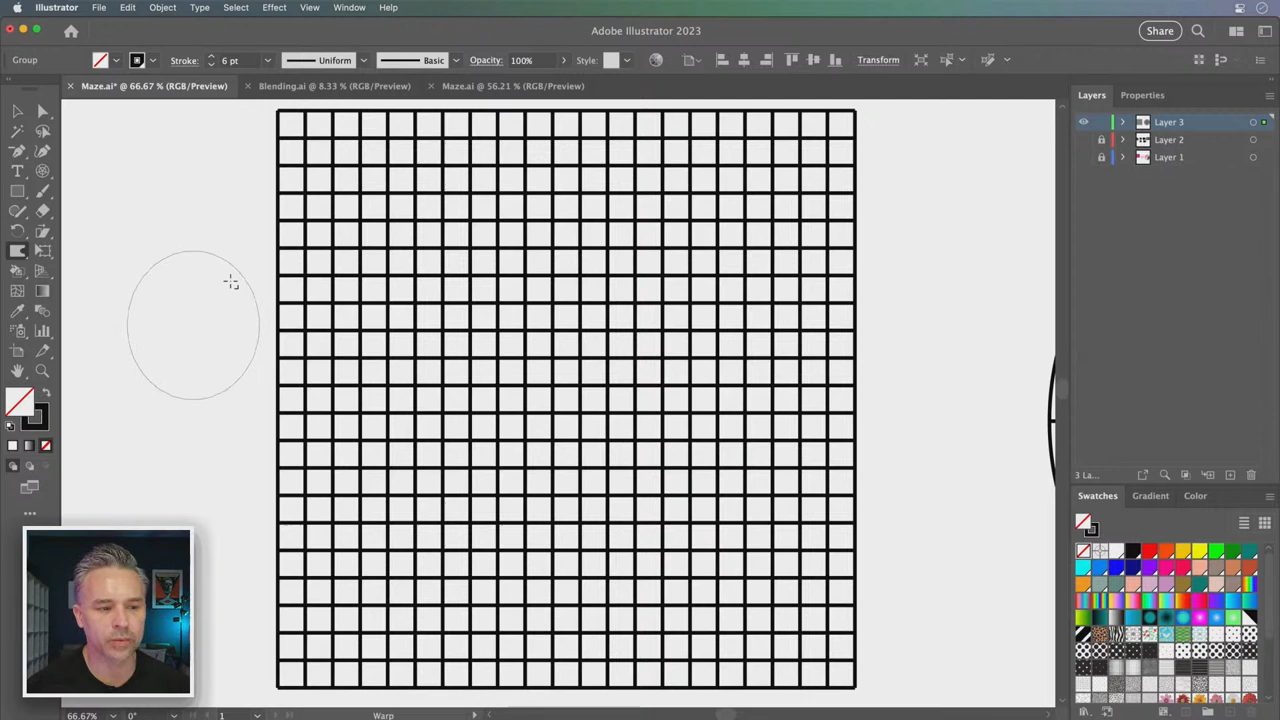 Illustrator File Edit Object Type Select Effect View Window Help
Adobe Illustrator 2023
Share
Group Stroke: 6 pt Uniform Basic Opacity: 100% Style: Transform
× Maze.ai* @ 66.67 % (RGB/Preview) × Blending.ai @ 8.33 % (RGB/Preview) × Maze.ai @ 56.21 % (RGB/Preview)
Layers Properties
Layer 3
Layer 2
Layer 1
3 La...
Swatches Gradient Color
66.67% 0° 1 Warp